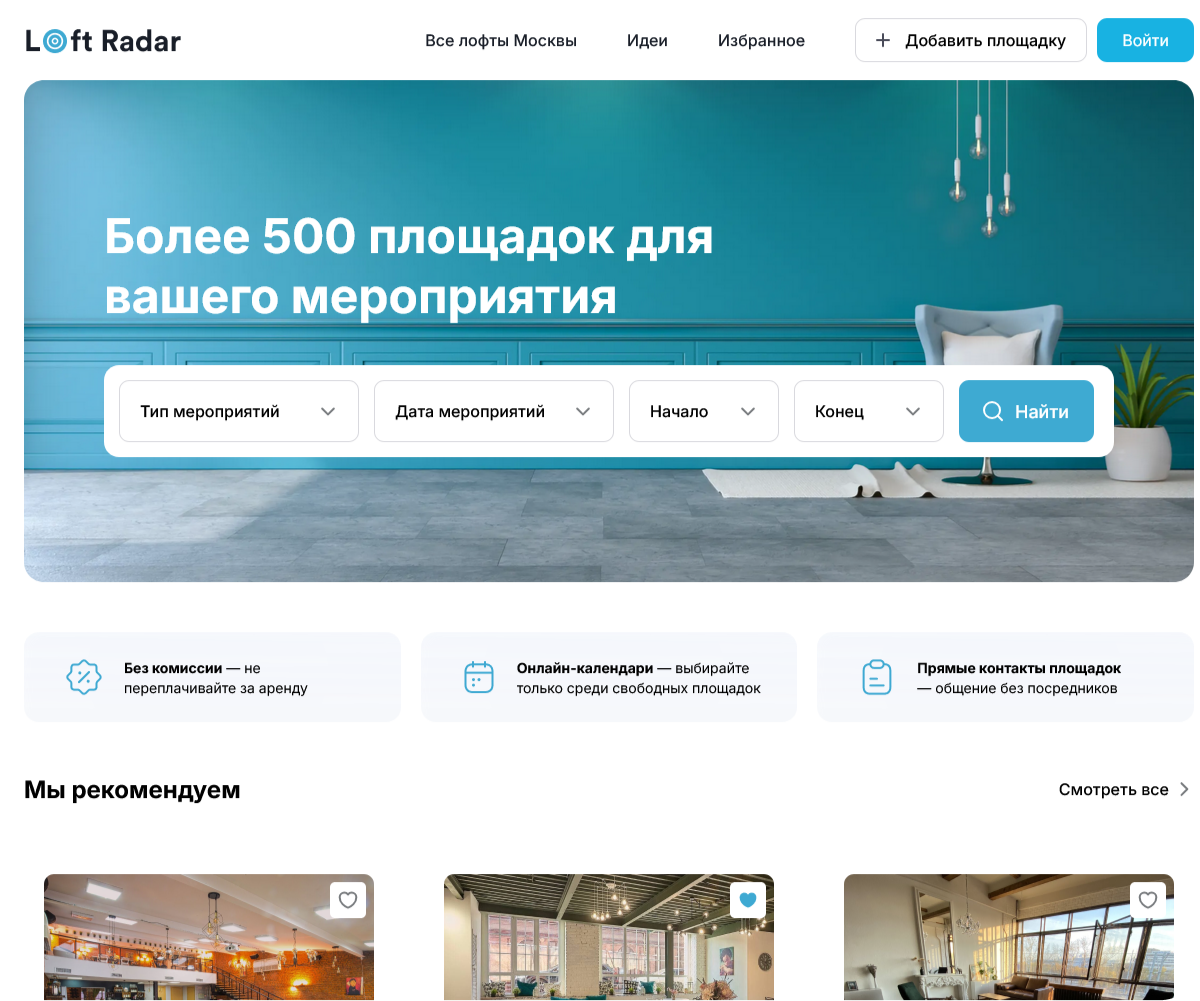 Loft Radar
Все лофты Москвы
Идеи
Избранное
Добавить площадку
Войти
Более 500 площадок для
вашего мероприятия
Тип мероприятий
Дата мероприятий
Начало
Конец
Найти
Без комиссии — не
переплачивайте за аренду
Онлайн-календари — выбирайте
только среди свободных площадок
Прямые контакты площадок
— общение без посредников
Мы рекомендуем
Смотреть все